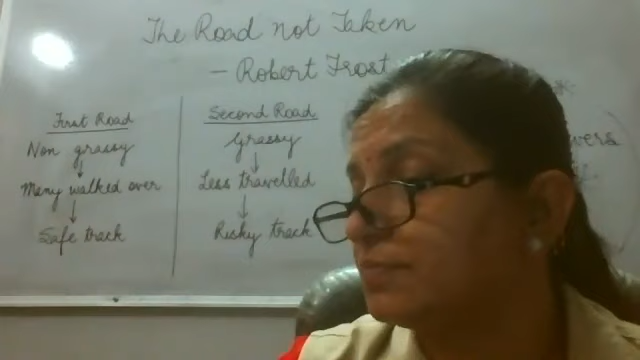 The Road not Taken
- Robert Frost
First Road
Non grassy
Many walked over
Safe track
Second Road
Grassy
Less travelled
Risky track